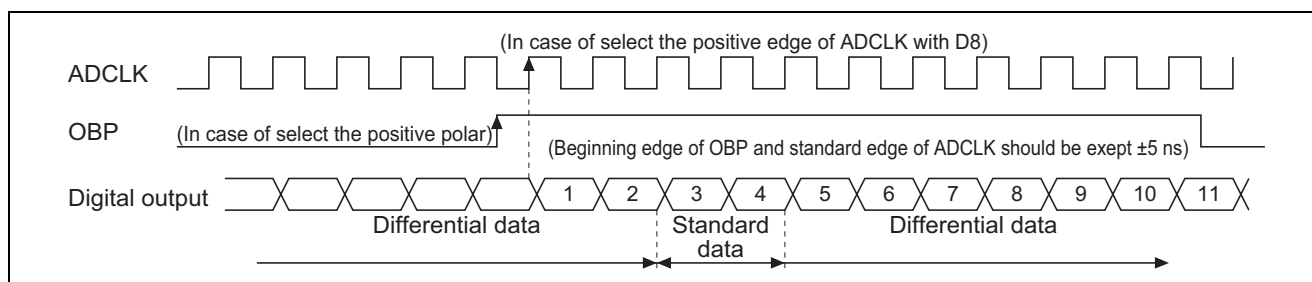 (In case of select the positive edge of ADCLK with D8)
ADCLK
OBP
(In case of select the positive polar)
(Beginning edge of OBP and standard edge of ADCLK should be exept ±5 ns)
Digital output
1 2 3 4 5 6 7 8 9 10 11
Differential data
Standard
data
Differential data